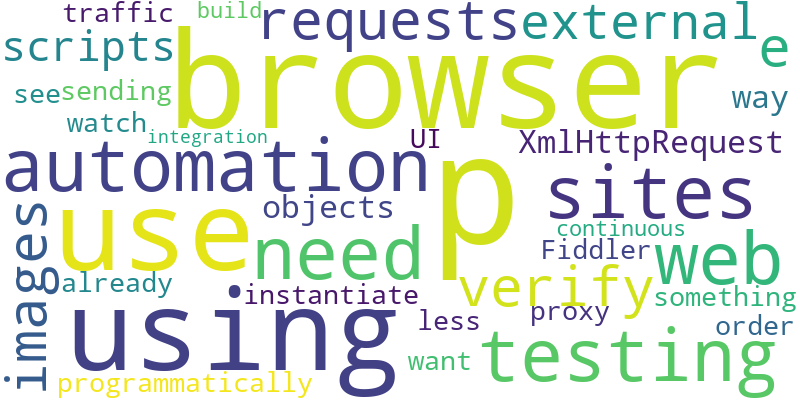 traffic
build
requests
external
scripts
browser
e
see
sending
way
watch
integration
UI
XmlHttpRequest
automation
p
sites
use
objects
images
need
continuous
Fiddler
web
already
using
instantiate
verify
something
less
proxy
order
testing
want
programmatically